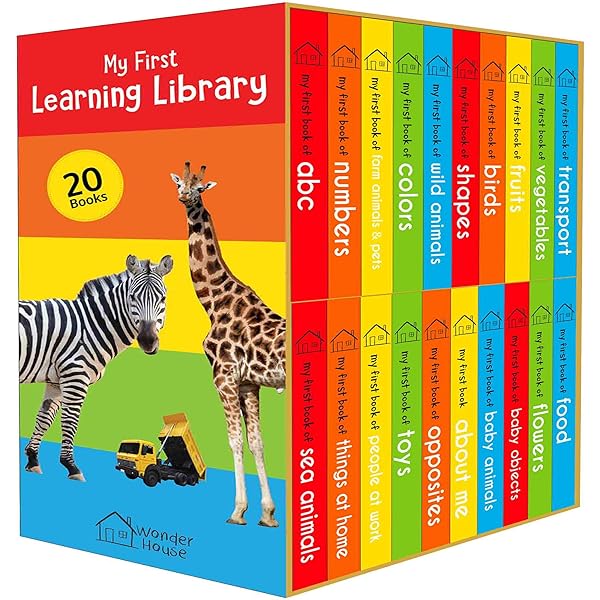 My First
Learning Library
20
Books
Wonder
House
my first book of abc
my first book of numbers
my first book of farm animals & pets
my first book of colors
my first book of wild animals
my first book of shapes
my first book of birds
my first book of fruits
my first book of vegetables
my first book of transport
my first book of sea animals
my first book of things at home
my first book of people at work
my first book of toys
my first book of opposites
my first book about me
my first book of baby animals
my first book of baby objects
my first book of flowers
my first book of food